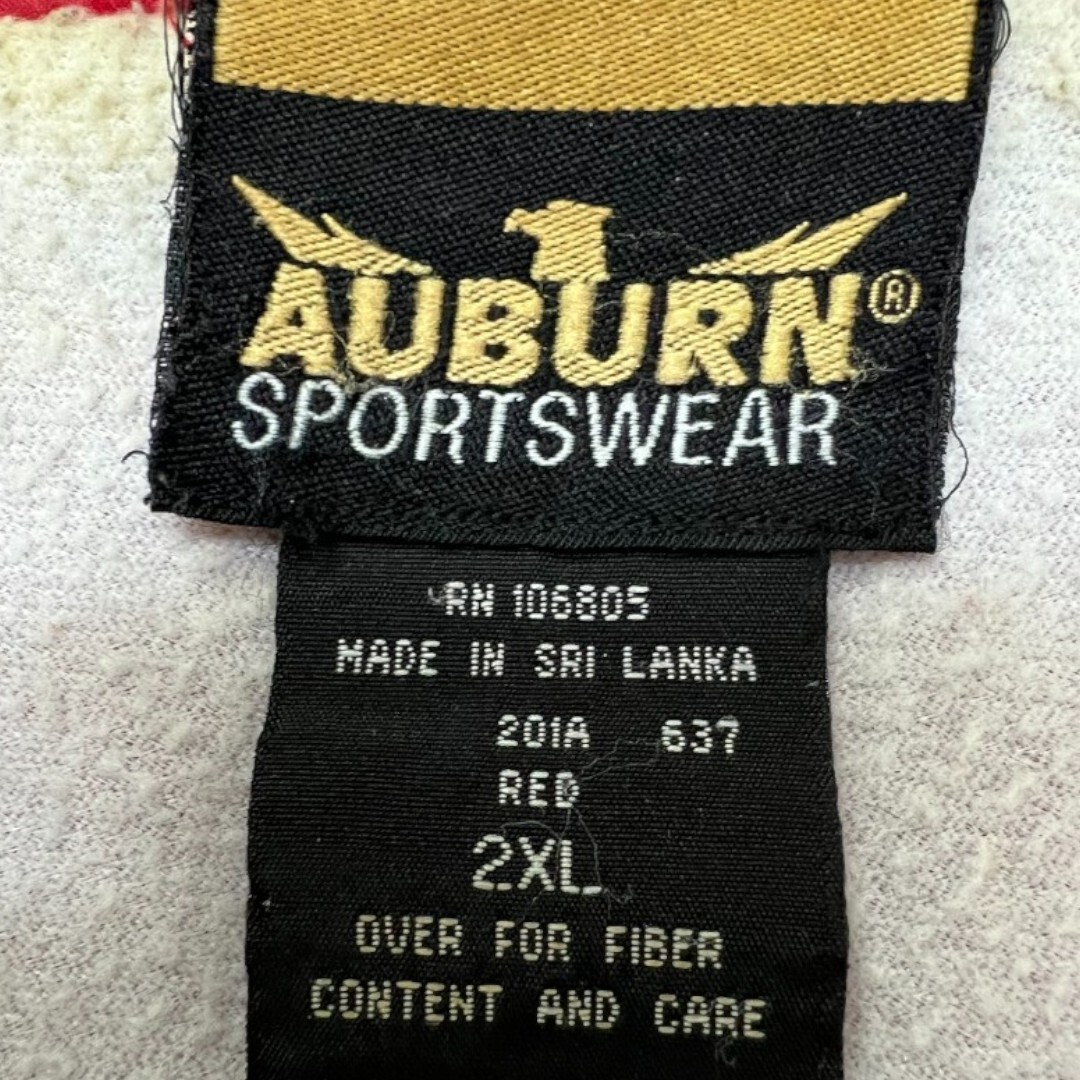 AUBURN®
SPORTSWEAR
RN 106805
MADE IN SRI LANKA
201A 637
RED
2XL
OVER FOR FIBER
CONTENT AND CARE